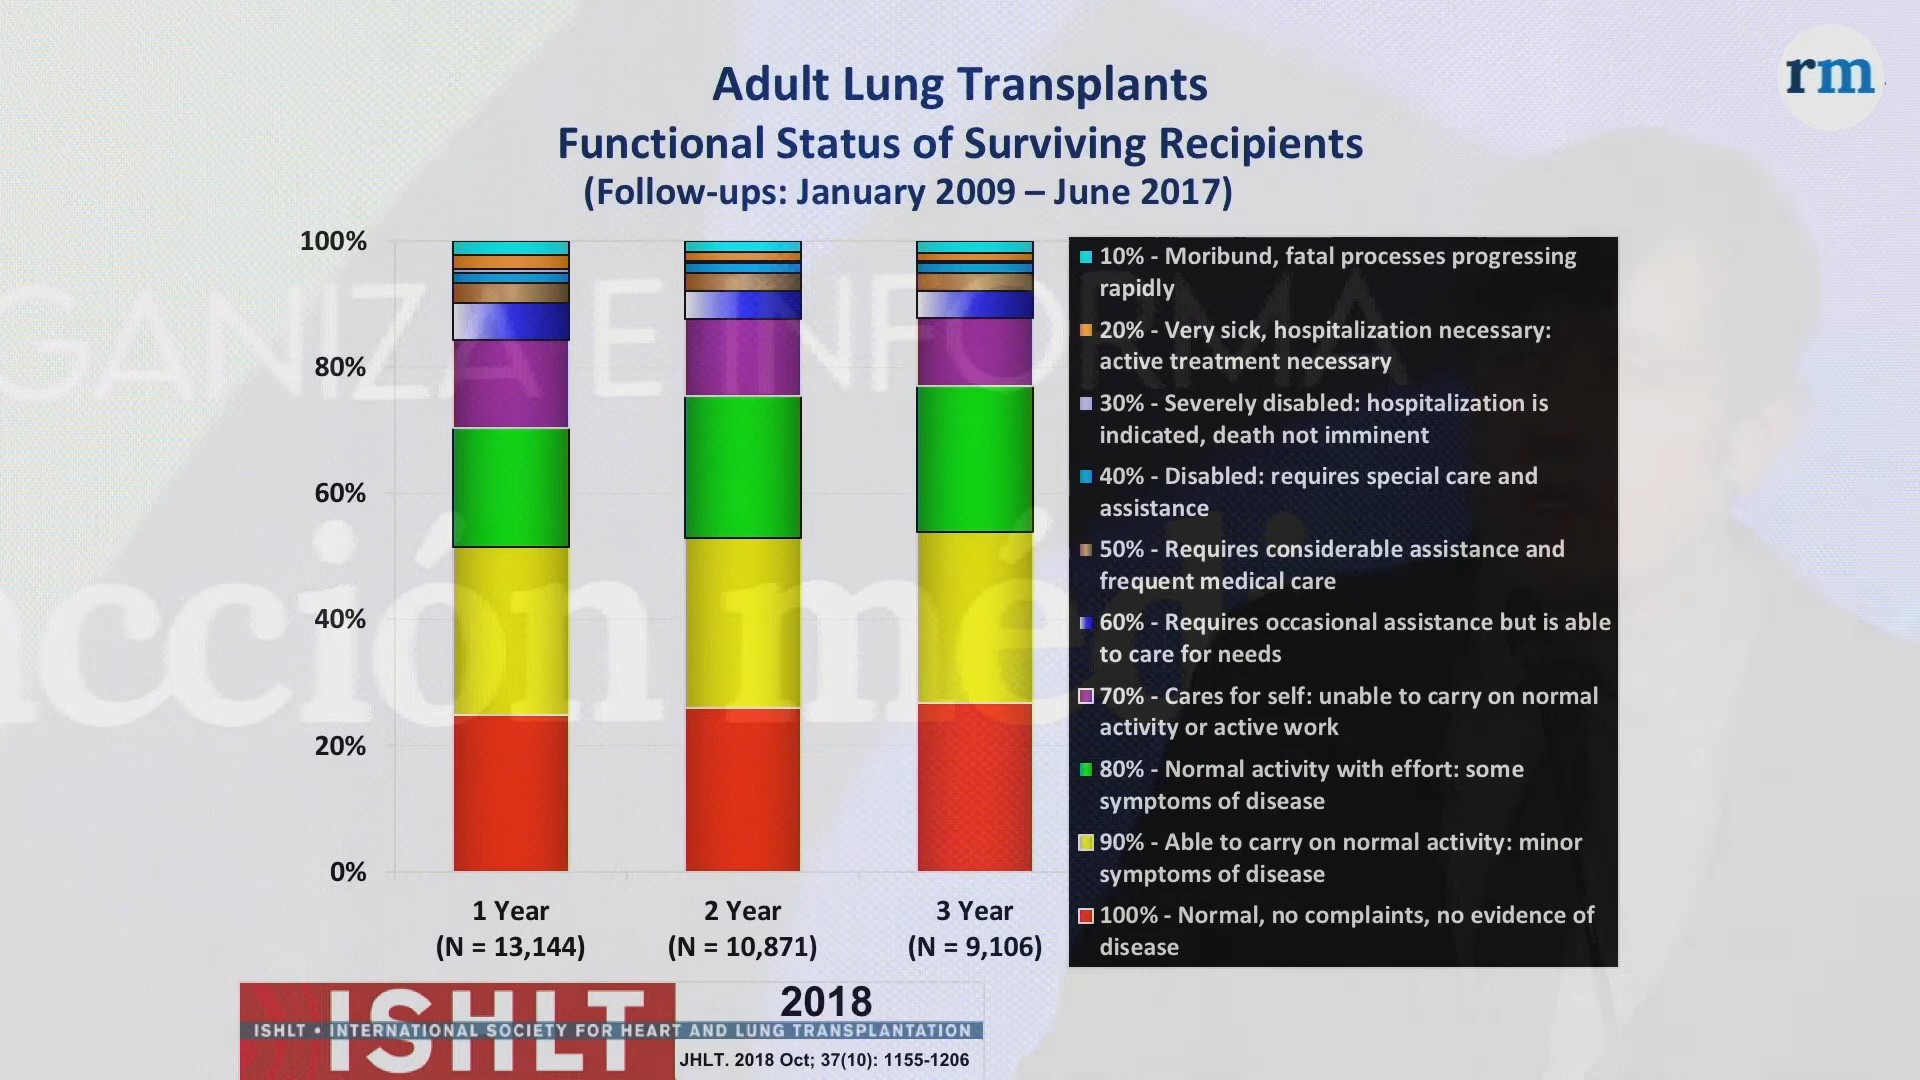 rm
Adult Lung Transplants
Functional Status of Surviving Recipients
(Follow-ups: January 2009 – June 2017)
100%
80%
60%
40%
20%
0%
1 Year
(N = 13,144)
2 Year
(N = 10,871)
3 Year
(N = 9,106)
10% - Moribund, fatal processes progressing
rapidly
20% - Very sick, hospitalization necessary:
active treatment necessary
30% - Severely disabled: hospitalization is
indicated, death not imminent
40% - Disabled: requires special care and
assistance
50% - Requires considerable assistance and
frequent medical care
60% - Requires occasional assistance but is able
to care for needs
70% - Cares for self: unable to carry on normal
activity or active work
80% - Normal activity with effort: some
symptoms of disease
90% - Able to carry on normal activity: minor
symptoms of disease
100% - Normal, no complaints, no evidence of
disease
GANIZA E INFORMA
acción médi
ISHLT
2018
ISHLT • INTERNATIONAL SOCIETY FOR HEART AND LUNG TRANSPLANTATION
JHLT. 2018 Oct; 37(10): 1155-1206